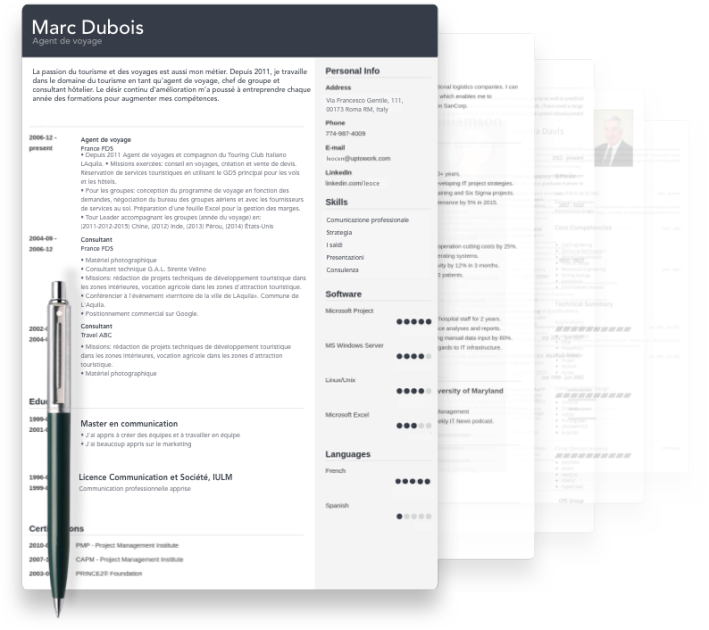 Marc Dubois
Agent de voyage
La passion du tourisme et des voyages est aussi mon métier. Depuis 2011, je travaille
dans le domaine du tourisme en tant qu'agent de voyage, chef de groupe et
consultant hôtelier. Le désir continu d'amélioration m'a poussé à entreprendre chaque
année des formations pour augmenter mes compétences.
2006-12 -
present
Agent de voyage
France FDS
• Depuis 2011 Agent de voyages et compagnon du Touring Club Italiano
L'Aquila. • Missions exercées: conseil en voyages, création et vente de devis.
Réservation de services touristiques en utilisant le GDS principal pour les vols
et les hôtels.
• Pour les groupes: conception du programme de voyage en fonction des
demandes, négociation du bureau des groupes aériens et avec les fournisseurs
de services au sol. Préparation d'une feuille Excel pour la gestion des marges.
• Tour Leader accompagnant les groupes (année du voyage) en:
(2011-2012-2015) Chine, (2012) Inde, (2013) Pérou, (2014) États-Unis
2004-09 -
2006-12
Consultant
France FDS
• Matériel photographique
• Consultant technique G.A.L. Sirente Velino
• Missions: rédaction de projets techniques de développement touristique dans
les zones intérieures, vocation agricole dans les zones d'attraction touristique.
• Conférencier à l'événement «territoire de la ville de LAquila». Commune de
L'Aquila.
• Positionnement commercial sur Google.
2002-
2004-
Consultant
Travel ABC
• Missions: rédaction de projets techniques de développement touristique
dans les zones intérieures, vocation agricole dans les zones d'attraction
touristique.
• Matériel photographique
Educ
1999-
2001-
Master en communication
• J'ai appris à créer des équipes et à travailler en équipe
• J'ai beaucoup appris sur le marketing
1996-
1999-
Licence Communication et Société, IULM
Communication professionnelle apprise
Cert ons
2010-
PMP - Project Management Institute
2007-
CAPM - Project Management Institute
2003-
PRINCE2® Foundation
Personal Info
Address
Via Francesco Gentile, 111,
00173 Roma RM, Italy
Phone
774-987-4009
E-mail
@uptowork.com
LinkedIn
linkedin.com/
Skills
Comunicazione professionale
Strategia
I saldi
Presentazioni
Consulenza
Software
Microsoft Project
MS Windows Server
Linux/Unix
Microsoft Excel
Languages
French
Spanish
tional logistics companies. I can
which enables me to
SanCorp.
0+ years.
veloping IT project strategies.
training and Six Sigma projects.
enance by 5% in 2015.
operation cutting costs by 25%.
erating systems.
vity by 12% in 3 months.
2 patients.
hospital staff for 2 years.
ce analyses and reports.
ng manual data input by 80%.
gards to IT infrastructure.
versity of Maryland
anagement
kly IT News podcast.
Davis
Core Competencies
Technical Summary